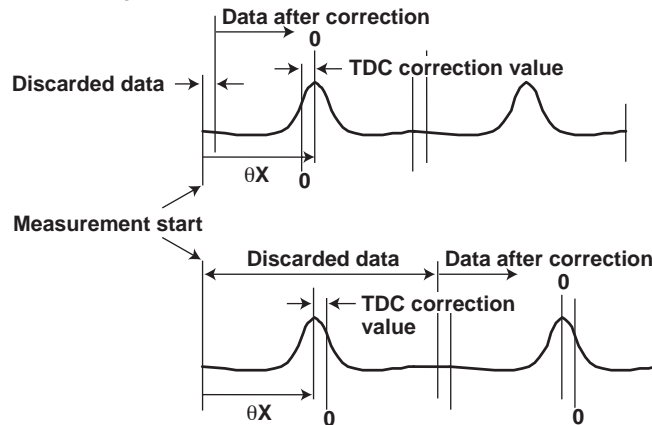 Data after correction
0
TDC correction value
Discarded data
θX
0
Measurement start
Discarded data
Data after correction
0
TDC correction
value
θX
0
0